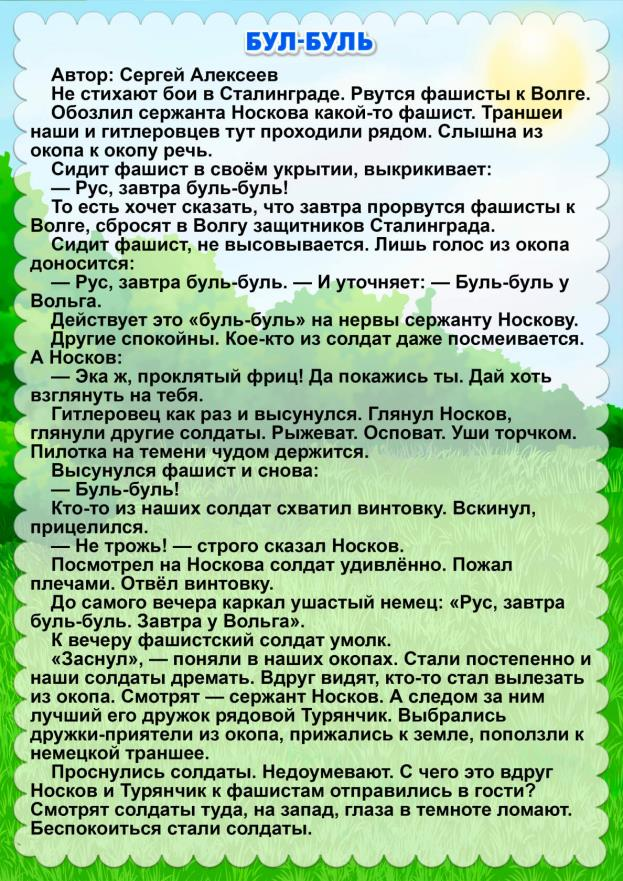 БУЛ-БУЛЬ
Автор: Сергей Алексеев
Не стихают бои в Сталинграде. Рвутся фашисты к Волге.
Обозлил сержанта Носкова какой-то фашист. Траншеи
наши и гитлеровцев тут проходили рядом. Слышна из
окопа к окопу речь.
Сидит фашист в своём укрытии, выкрикивает:
— Рус, завтра буль-буль!
То есть хочет сказать, что завтра прорвутся фашисты к
Волге, сбросят в Волгу защитников Сталинграда.
Сидит фашист, не высовывается. Лишь голос из окопа
доносится:
— Рус, завтра буль-буль. — И уточняет: — Буль-буль у
Вольга.
Действует это «буль-буль» на нервы сержанту Носкову.
Другие спокойны. Кое-кто из солдат даже посмеивается.
А Носков:
— Эка ж, проклятый фриц! Да покажись ты. Дай хоть
взглянуть на тебя.
Гитлеровец как раз и высунулся. Глянул Носков,
глянули другие солдаты. Рыжеват. Осповат. Уши торчком.
Пилотка на темени чудом держится.
Высунулся фашист и снова:
— Буль-буль!
Кто-то из наших солдат схватил винтовку. Вскинул,
прицелился.
— Не трожь! — строго сказал Носков.
Посмотрел на Носкова солдат удивлённо. Пожал
плечами. Отвёл винтовку.
До самого вечера каркал ушастый немец: «Рус, завтра
буль-буль. Завтра у Вольга».
К вечеру фашистский солдат умолк.
«Заснул», — поняли в наших окопах. Стали постепенно и
наши солдаты дремать. Вдруг видят, кто-то стал вылезать
из окопа. Смотрят — сержант Носков. А следом за ним
лучший его дружок рядовой Турянчик. Выбрались
дружки-приятели из окопа, прижались к земле, поползли к
немецкой траншее.
Проснулись солдаты. Недоумевают. С чего это вдруг
Носков и Турянчик к фашистам отправились в гости?
Смотрят солдаты туда, на запад, глаза в темноте ломают.
Беспокоиться стали солдаты.